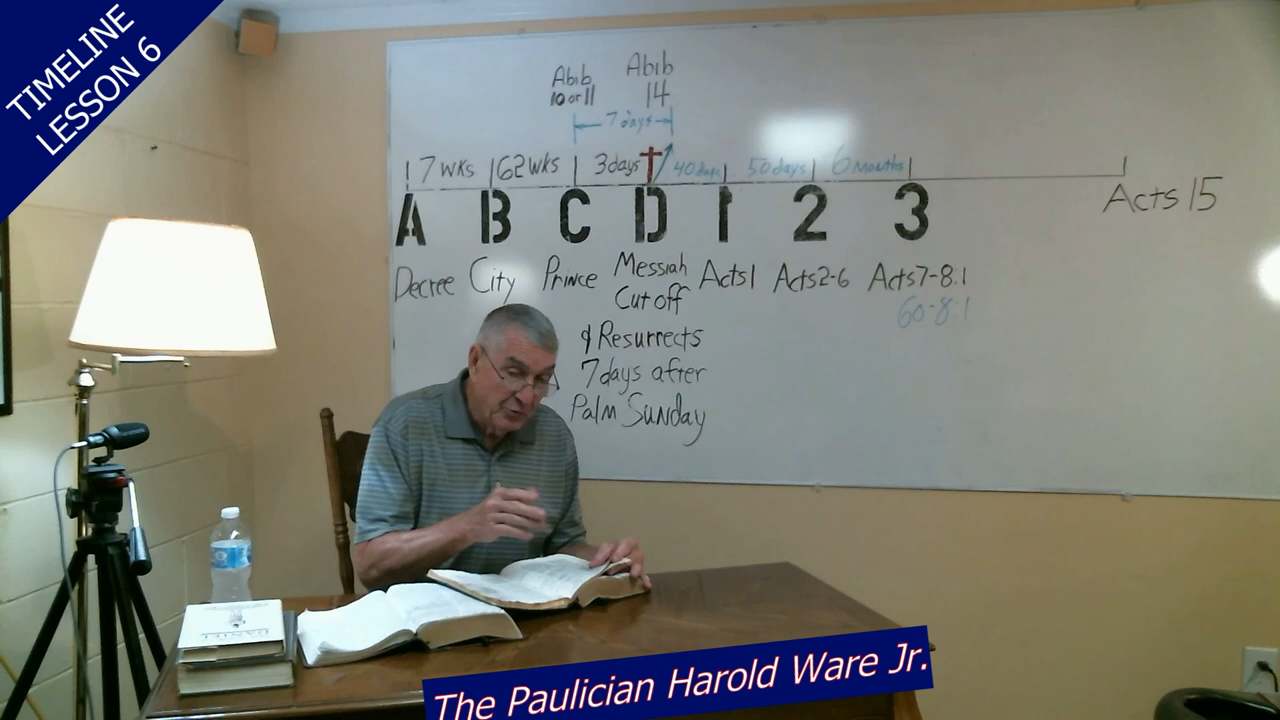 TIMELINE
LESSON 6
Abib
10 or 11
Abib
14
7 days
7 wks
62 wks
3 days
40 days
50 days
6 Months
A
B
C
D
1
2
3
Acts 15
Decree
City
Prince
Messiah
Cut off
& Resurrects
7 days after
Palm Sunday
Acts 1
Acts 2-6
Acts 7-8:1
60-8:1
The Paulician Harold Ware Jr.